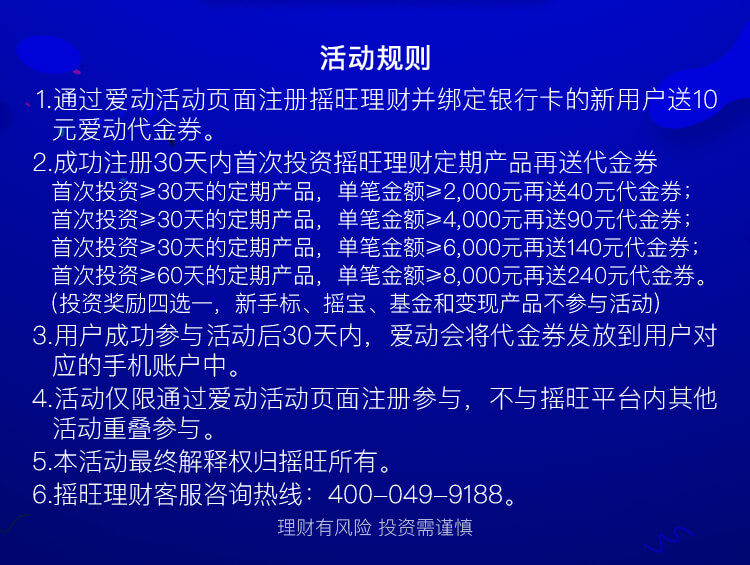 活动规则
1.通过爱动活动页面注册摇旺理财并绑定银行卡的新用户送10
元爱动代金券。
2.成功注册30天内首次投资摇旺理财定期产品再送代金券
首次投资≥30天的定期产品，单笔金额≥2,000元再送40元代金券；
首次投资≥30天的定期产品，单笔金额≥4,000元再送90元代金券；
首次投资≥30天的定期产品，单笔金额≥6,000元再送140元代金券；
首次投资≥60天的定期产品，单笔金额≥8,000元再送240元代金券。
(投资奖励四选一，新手标、摇宝、基金和变现产品不参与活动)
3.用户成功参与活动后30天内，爱动会将代金券发放到用户对
应的手机账户中。
4.活动仅限通过爱动活动页面注册参与，不与摇旺平台内其他
活动重叠参与。
5.本活动最终解释权归摇旺所有。
6.摇旺理财客服咨询热线：400-049-9188。
理财有风险 投资需谨慎